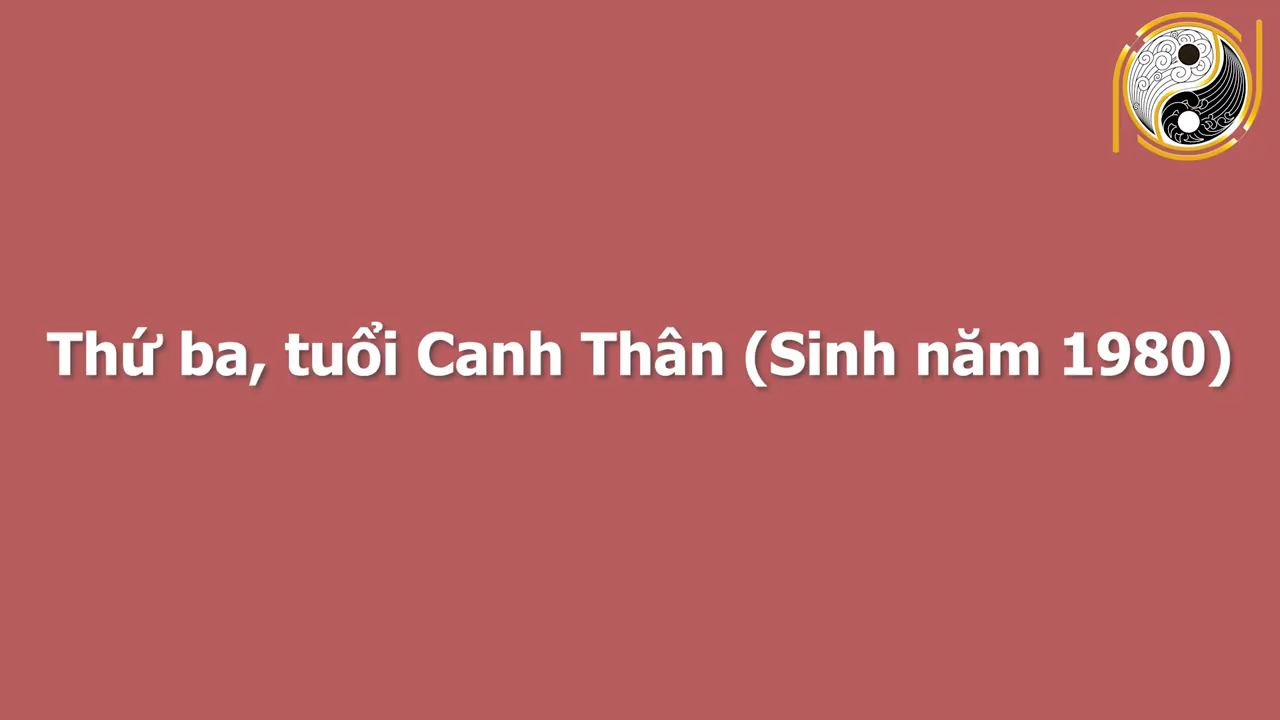 Thứ ba, tuổi Canh Thân (Sinh năm 1980)